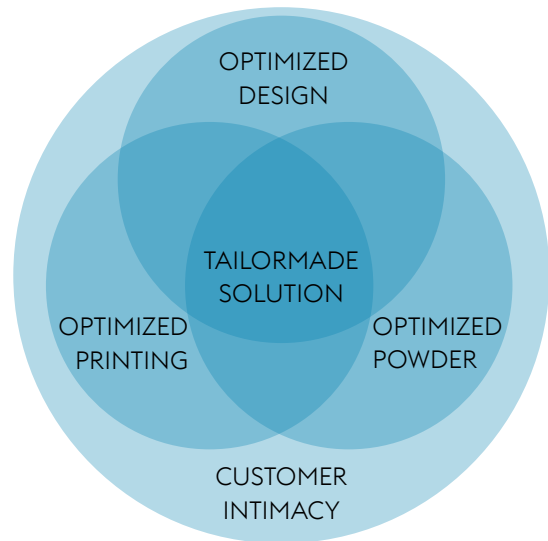 OPTIMIZED
DESIGN
TAILORMADE
SOLUTION
OPTIMIZED
PRINTING
OPTIMIZED
POWDER
CUSTOMER
INTIMACY